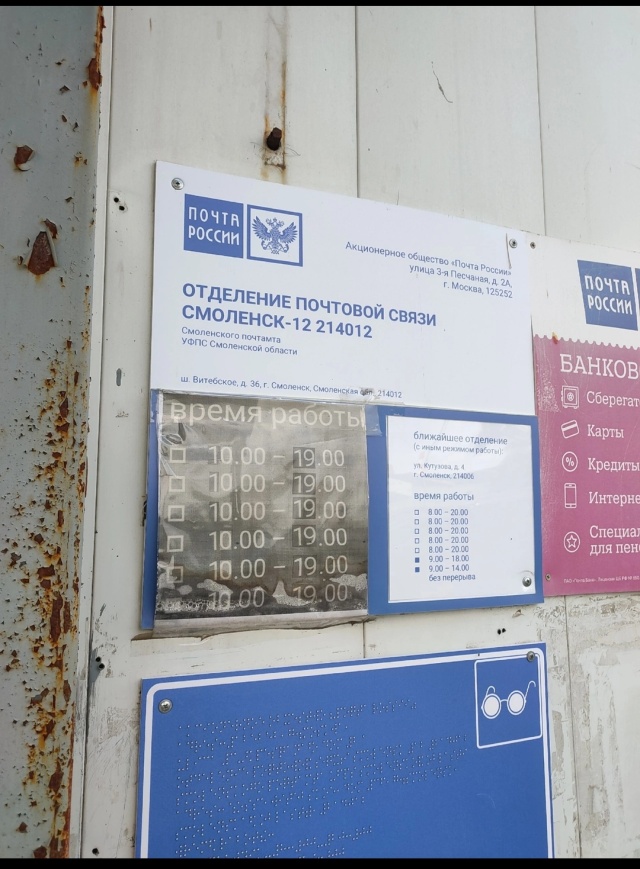 ПОЧТА
РОССИИ
Акционерное общество «Почта России»
улица 3-я Песчаная, д. 2А,
г. Москва, 125252
ОТДЕЛЕНИЕ ПОЧТОВОЙ СВЯЗИ
СМОЛЕНСК-12 214012
Смоленского почтамта
УФПС Смоленской области
ш. Витебское, д. 36, г. Смоленск, Смоленская 214012
время работы
10.00 – 19.00
10.00 – 19.00
10.00 – 19.00
10.00 – 19.00
10.00 – 19.00
19.00
ближайшее отделение
(с иным режимом работы):
ул. Кутузова, д. 4
г. Смоленск, 214006
время работы
8.00 – 20.00
8.00 – 20.00
8.00 – 20.00
8.00 – 20.00
8.00 – 20.00
9.00 – 18.00
9.00 – 14.00
без перерыва
ПОЧТА
РОССИИ
БАНКОВС
Сберегат
Карты
Кредиты
Интерне
Специал
для пен